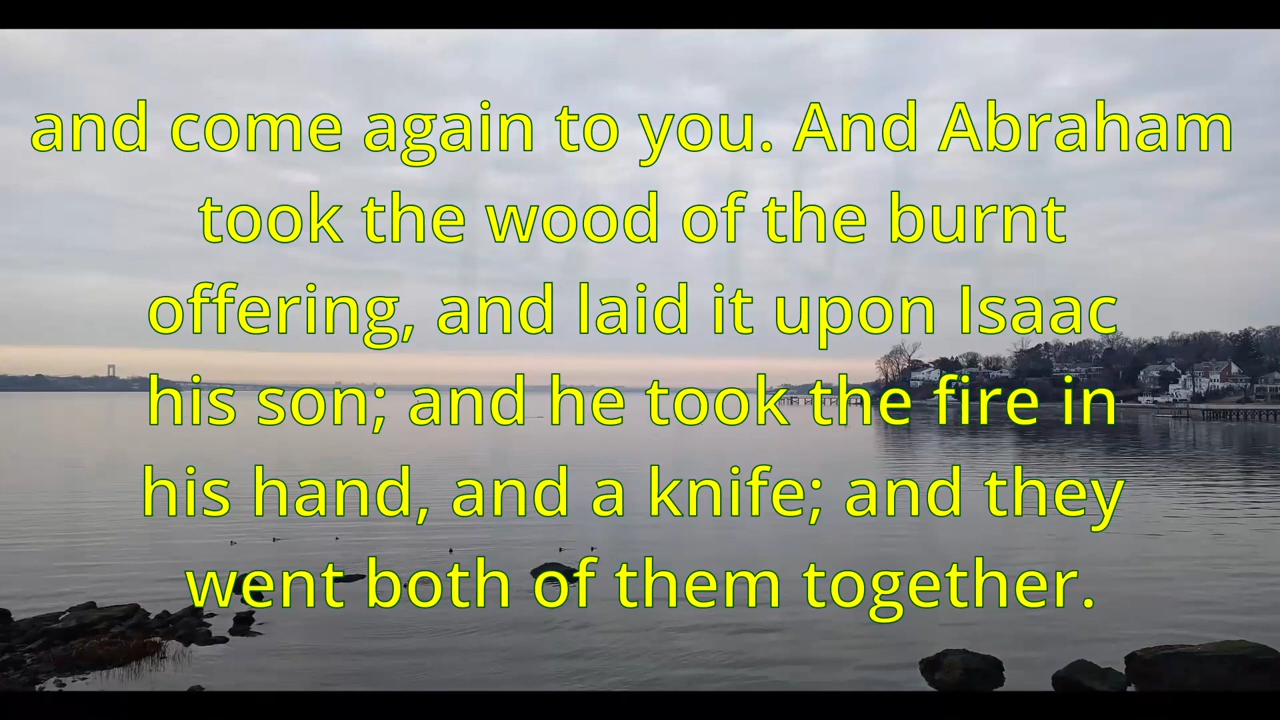 and come again to you. And Abraham
took the wood of the burnt
offering, and laid it upon Isaac
his son; and he took the fire in
his hand, and a knife; and they
went both of them together.